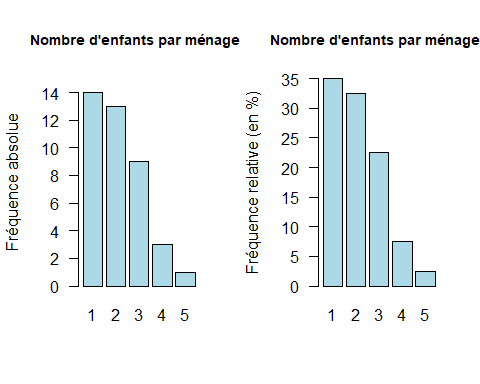 Nombre d'enfants par ménage
Fréquence absolue
14
12
10
8
6
4
2
0
1 2 3 4 5
Nombre d'enfants par ménage
Fréquence relative (en %)
35
30
25
20
15
10
5
0
1 2 3 4 5